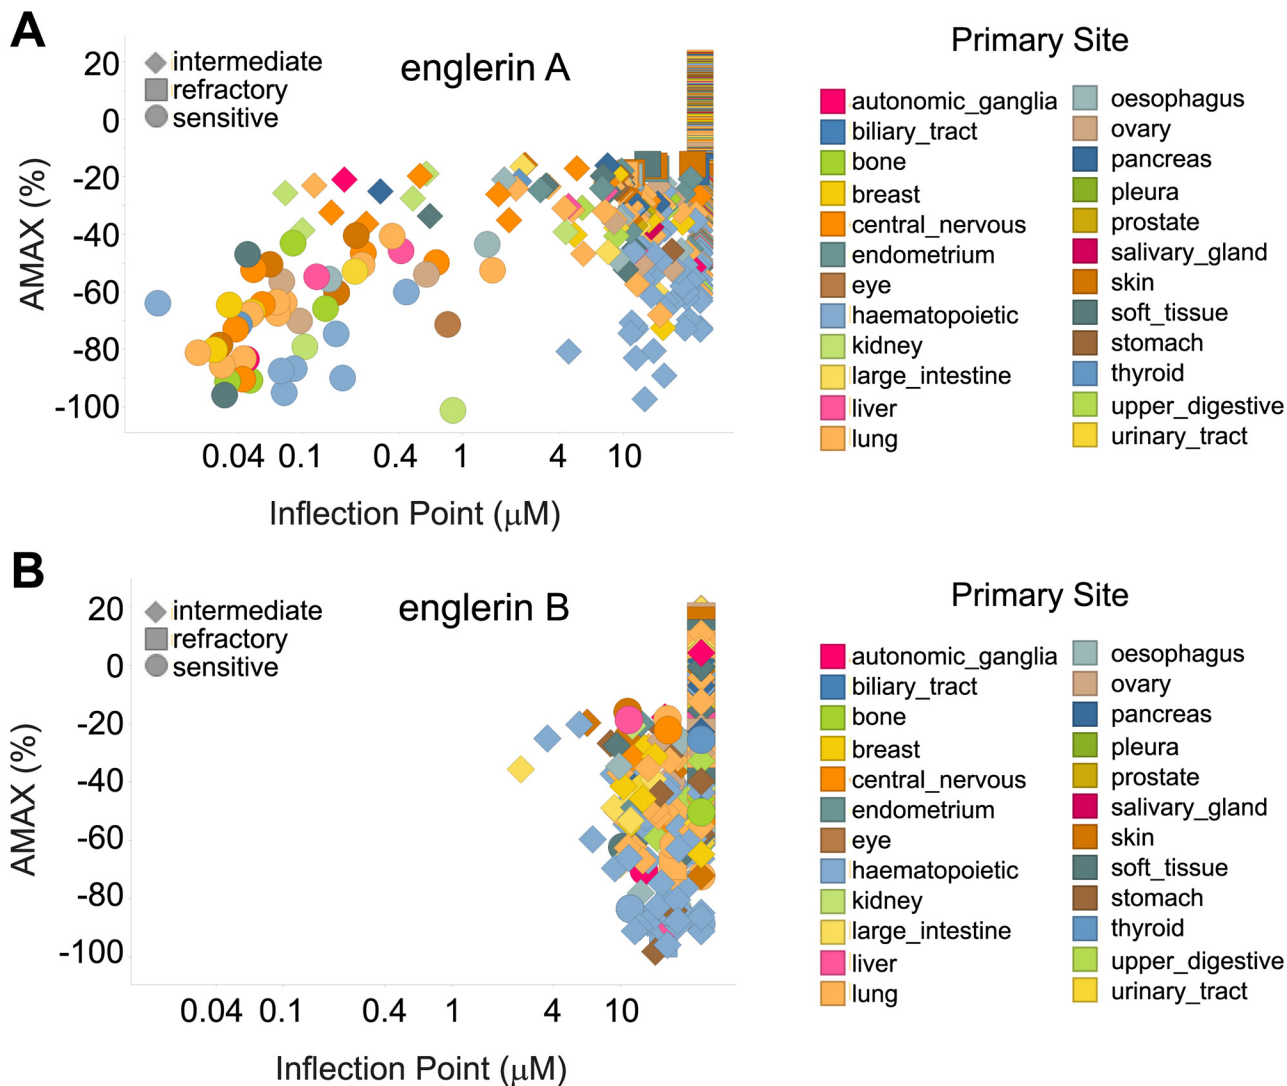 A
englerin A
intermediate
refractory
sensitive
20
0
-20
-40
-60
-80
-100
AMAX (%)
0.04 0.1 0.4 1 4 10
Inflection Point (μM)
Primary Site
autonomic_ganglia
biliary_tract
bone
breast
central_nervous
endometrium
eye
haematopoietic
kidney
large_intestine
liver
lung
oesophagus
ovary
pancreas
pleura
prostate
salivary_gland
skin
soft_tissue
stomach
thyroid
upper_digestive
urinary_tract
B
englerin B
intermediate
refractory
sensitive
20
0
-20
-40
-60
-80
-100
AMAX (%)
0.04 0.1 0.4 1 4 10
Inflection Point (μM)
Primary Site
autonomic_ganglia
biliary_tract
bone
breast
central_nervous
endometrium
eye
haematopoietic
kidney
large_intestine
liver
lung
oesophagus
ovary
pancreas
pleura
prostate
salivary_gland
skin
soft_tissue
stomach
thyroid
upper_digestive
urinary_tract